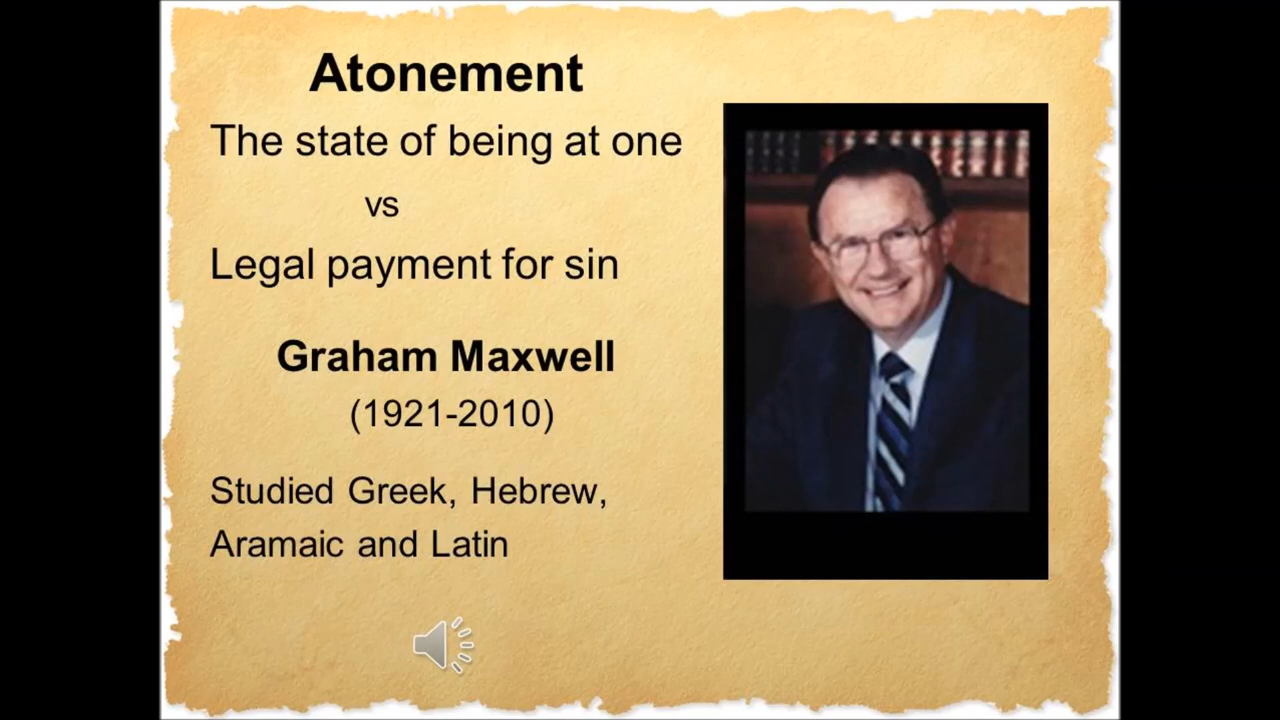 Atonement
The state of being at one
vs
Legal payment for sin
Graham Maxwell
(1921-2010)
Studied Greek, Hebrew,
Aramaic and Latin